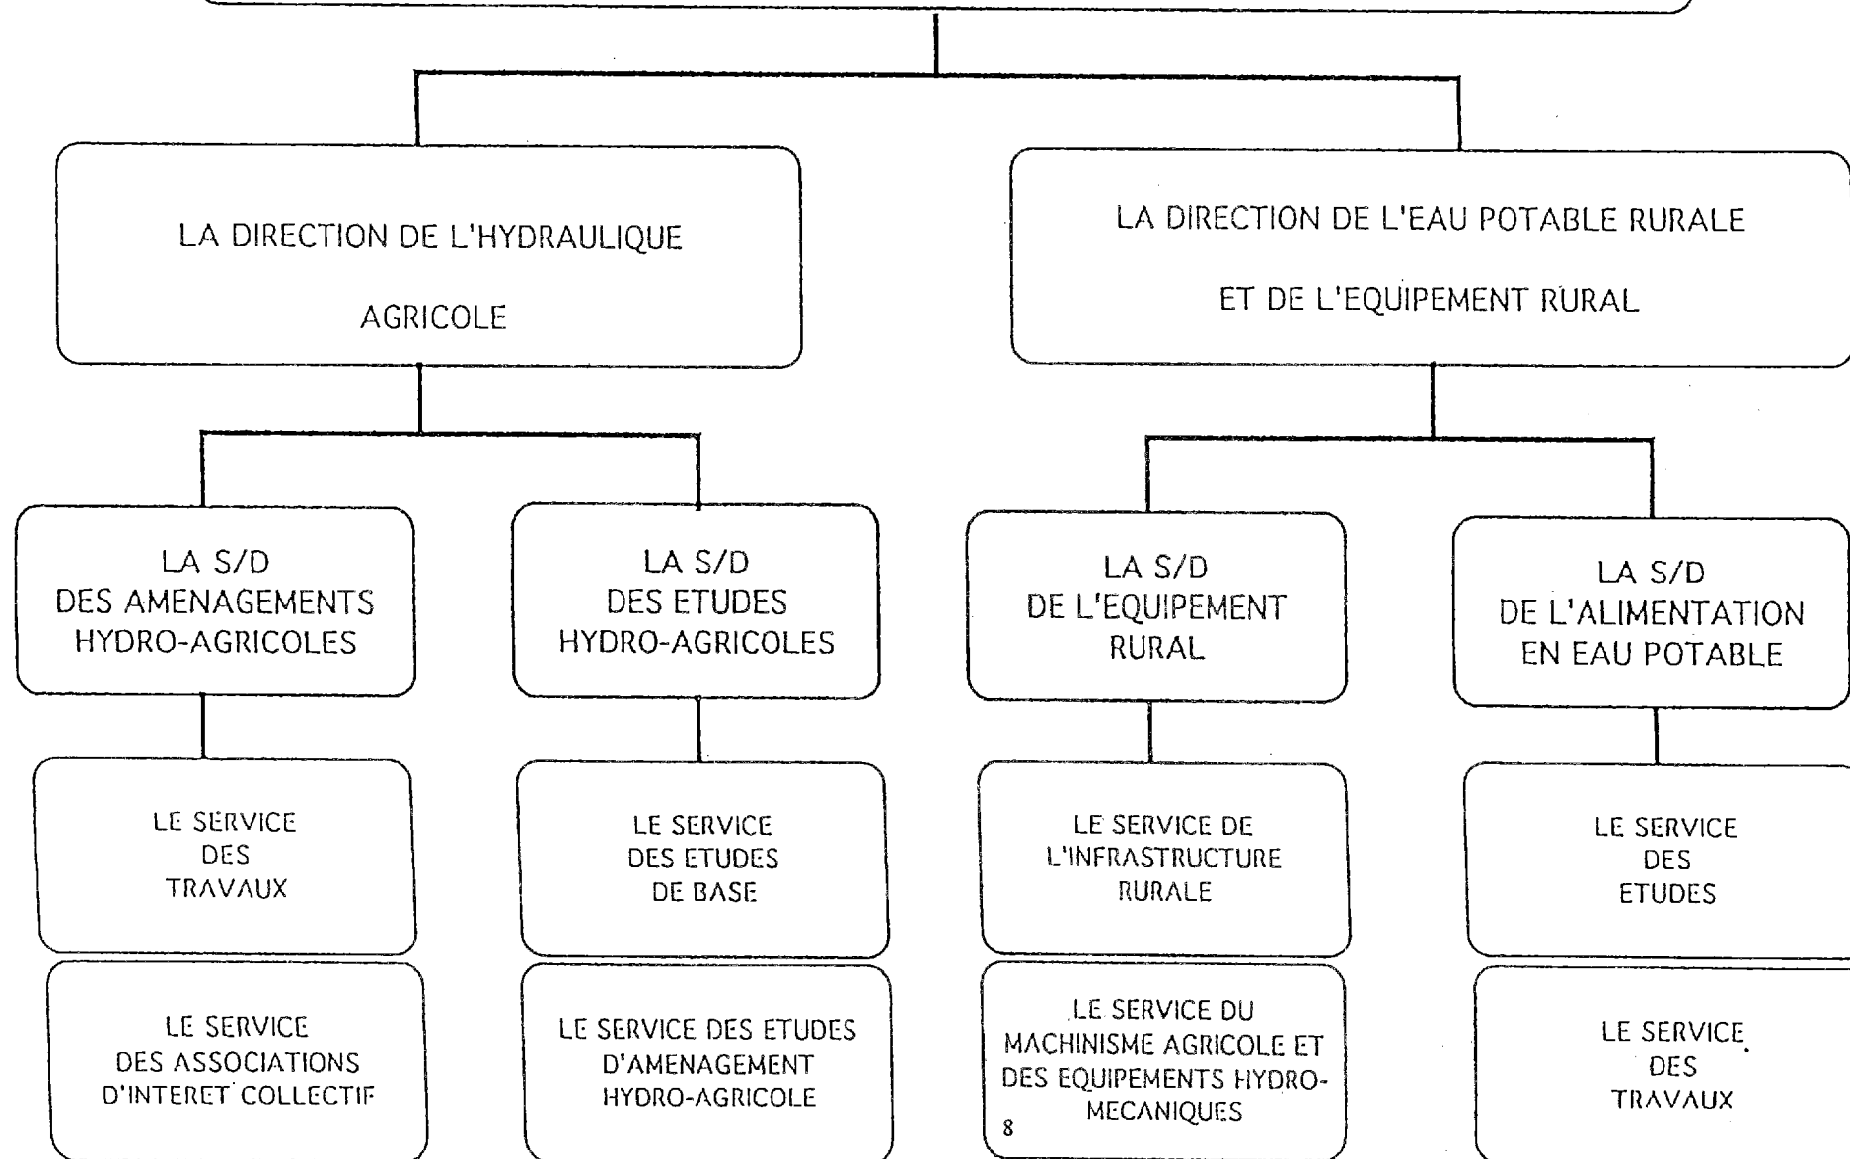 LA DIRECTION DE L'HYDRAULIQUE
AGRICOLE
LA DIRECTION DE L'EAU POTABLE RURALE
ET DE L'EQUIPEMENT RURAL
LA S/D
DES AMENAGEMENTS
HYDRO-AGRICOLES
LA S/D
DES ETUDES
HYDRO-AGRICOLES
LA S/D
DE L'EQUIPEMENT
RURAL
LA S/D
DE L'ALIMENTATION
EN EAU POTABLE
LE SERVICE
DES
TRAVAUX
LE SERVICE
DES ETUDES
DE BASE
LE SERVICE DE
L'INFRASTRUCTURE
RURALE
LE SERVICE
DES
ETUDES
LE SERVICE
DES ASSOCIATIONS
D'INTERET COLLECTIF
LE SERVICE DES ETUDES
D'AMENAGEMENT
HYDRO-AGRICOLE
LE SERVICE DU
MACHINISME AGRICOLE ET
DES EQUIPEMENTS HYDRO-
MECANIQUES
8
LE SERVICE
DES
TRAVAUX